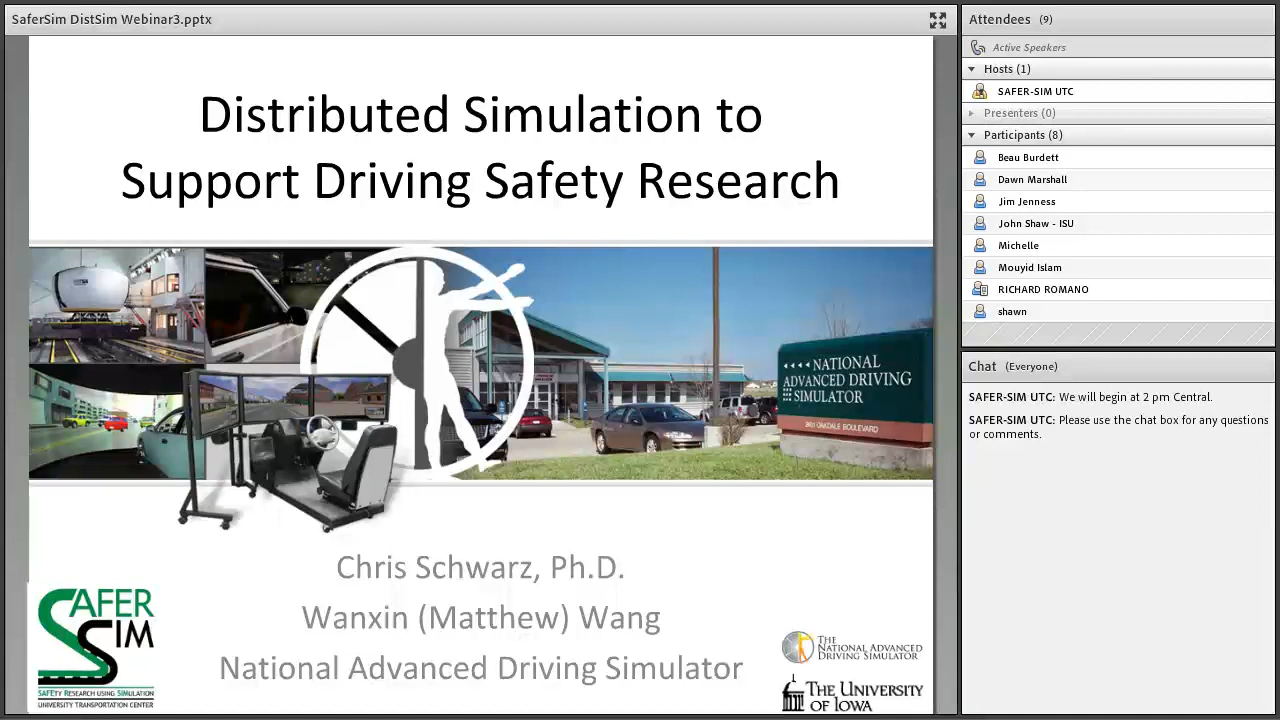 SaferSim DistSim Webinar3.pptx
Distributed Simulation to
Support Driving Safety Research
NATIONAL
ADVANCED DRIVING
SIMULATOR
2401 OAKDALE BOULEVARD
Chris Schwarz, Ph.D.
Wanxin (Matthew) Wang
National Advanced Driving Simulator
SAFER
SIM
SAFETY RESEARCH USING SIMULATION
UNIVERSITY TRANSPORTATION CENTER
THE
NATIONAL ADVANCED
DRIVING SIMULATOR
THE UNIVERSITY
OF IOWA
Attendees (9)
Active Speakers
Hosts (1)
SAFER-SIM UTC
Presenters (0)
Participants (8)
Beau Burdett
Dawn Marshall
Jim Jenness
John Shaw - ISU
Michelle
Mouyid Islam
RICHARD ROMANO
shawn
Chat (Everyone)
SAFER-SIM UTC: We will begin at 2 pm Central.
SAFER-SIM UTC: Please use the chat box for any questions
or comments.